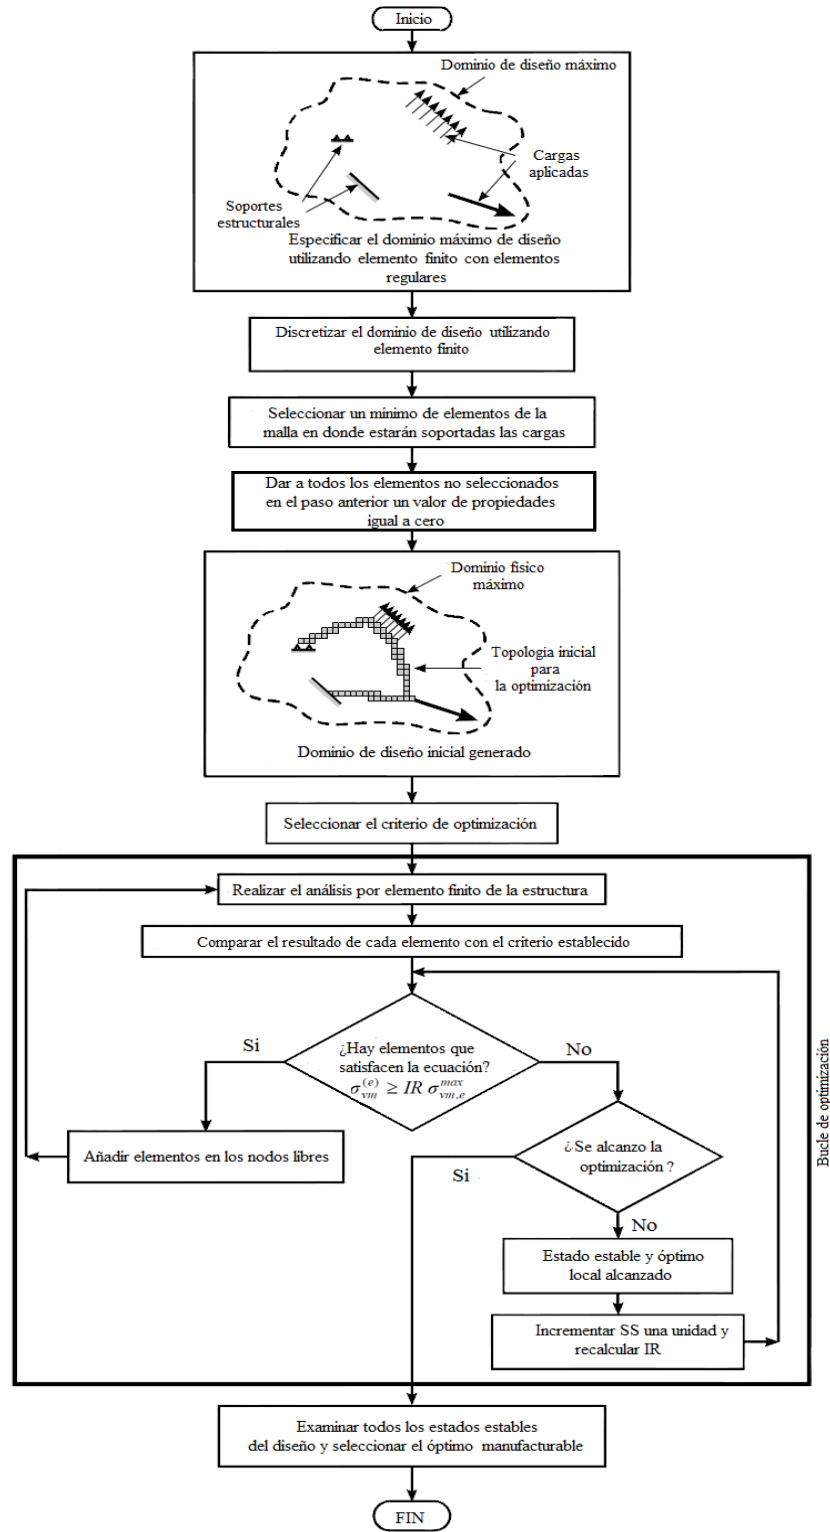 Inicio
Dominio de diseño máximo
Cargas
aplicadas
Soportes
estructurales
Especificar el dominio máximo de diseño
utilizando elemento finito con elementos
regulares
Discretizar el dominio de diseño utilizando
elemento finito
Seleccionar un mínimo de elementos de la
malla en donde estarán soportadas las cargas
Dar a todos los elementos no seleccionados
en el paso anterior un valor de propiedades
igual a cero
Dominio fisico
máximo
Topologia inicial
para
la optimización
Dominio de diseño inicial generado
Seleccionar el criterio de optimización
Realizar el análisis por elemento finito de la estructura
Comparar el resultado de cada elemento con el criterio establecido
¿Hay elementos que
satisfacen la ecuación?
σ_{vm}^{(e)} ≥ IR σ_{vm,e}^{max}
Si
No
Añadir elementos en los nodos libres
¿Se alcanzo la
optimización ?
Si
No
Estado estable y óptimo
local alcanzado
Incrementar SS una unidad y
recalcular IR
Bucle de optimización
Examinar todos los estados estables
del diseño y seleccionar el óptimo manufacturable
FIN